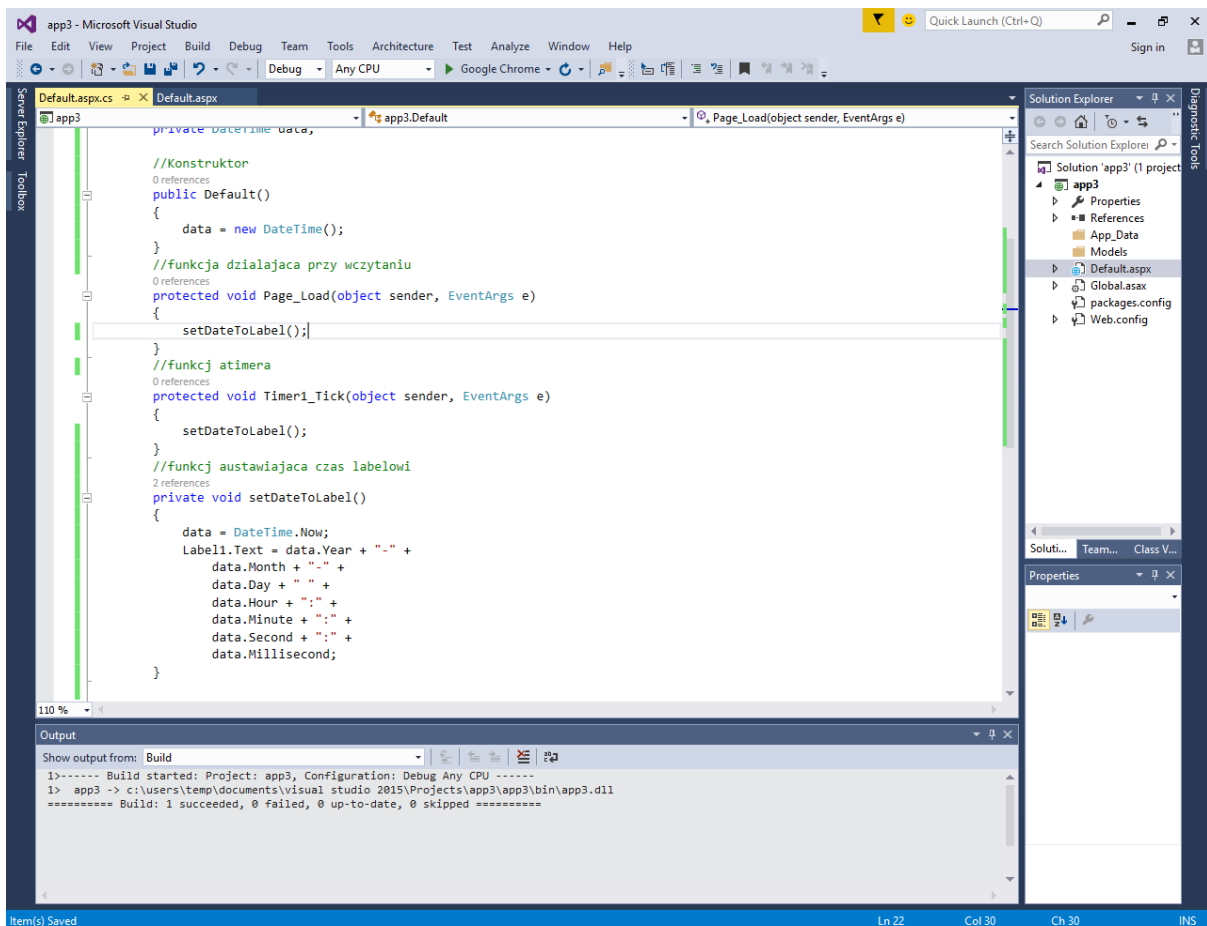 app3 - Microsoft Visual Studio
Quick Launch (Ctrl+Q)
File Edit View Project Build Debug Team Tools Architecture Test Analyze Window Help
Sign in
Debug Any CPU Google Chrome
Server Explorer
Toolbox
Default.aspx.cs Default.aspx
app3 app3.Default Page_Load(object sender, EventArgs e)
private DateTime data;
//Konstruktor
0 references
public Default()
{
data = new DateTime();
}
//funkcja dzialajaca przy wczytaniu
0 references
protected void Page_Load(object sender, EventArgs e)
{
setDateToLabel();
}
//funkcj atimera
0 references
protected void Timer1_Tick(object sender, EventArgs e)
{
setDateToLabel();
}
//funkcj austawiajaca czas labelowi
2 references
private void setDateToLabel()
{
data = DateTime.Now;
Label1.Text = data.Year + "-" +
data.Month + "-" +
data.Day + " " +
data.Hour + ":" +
data.Minute + ":" +
data.Second + ":" +
data.Millisecond;
}
110 %
Output
Show output from: Build
1>------ Build started: Project: app3, Configuration: Debug Any CPU ------
1> app3 -> c:\users\temp\documents\visual studio 2015\Projects\app3\app3\bin\app3.dll
========== Build: 1 succeeded, 0 failed, 0 up-to-date, 0 skipped ==========
Solution Explorer
Search Solution Explorer
Solution 'app3' (1 project
app3
Properties
References
App_Data
Models
Default.aspx
Global.asax
packages.config
Web.config
Soluti... Team... Class V...
Properties
Diagnostic Tools
Item(s) Saved Ln 22 Col 30 Ch 30 INS